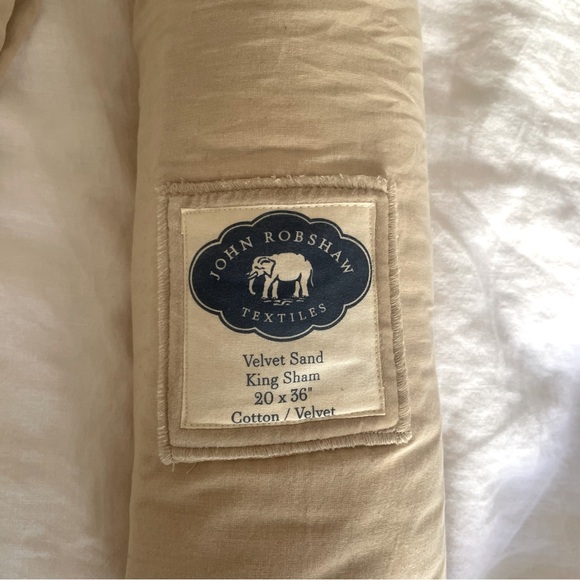 JOHN ROBSHAW
TEXTILES
Velvet Sand
King Sham
20 x 36"
Cotton / Velvet